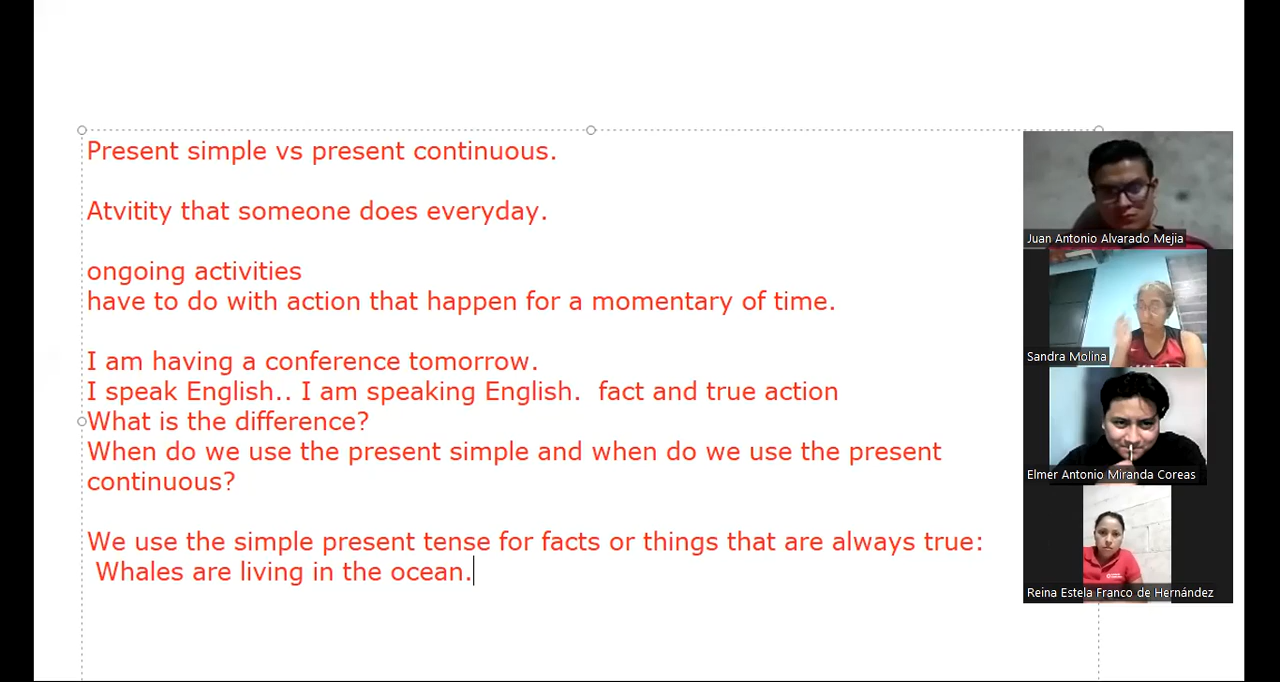 Present simple vs present continuous.
Atvitity that someone does everyday.
ongoing activities
have to do with action that happen for a momentary of time.
I am having a conference tomorrow.
I speak English.. I am speaking English.  fact and true action
What is the difference?
When do we use the present simple and when do we use the present
continuous?
We use the simple present tense for facts or things that are always true:
Whales are living in the ocean.
Juan Antonio Alvarado Mejia
Sandra Molina
Elmer Antonio Miranda Coreas
Reina Estela Franco de Hernández